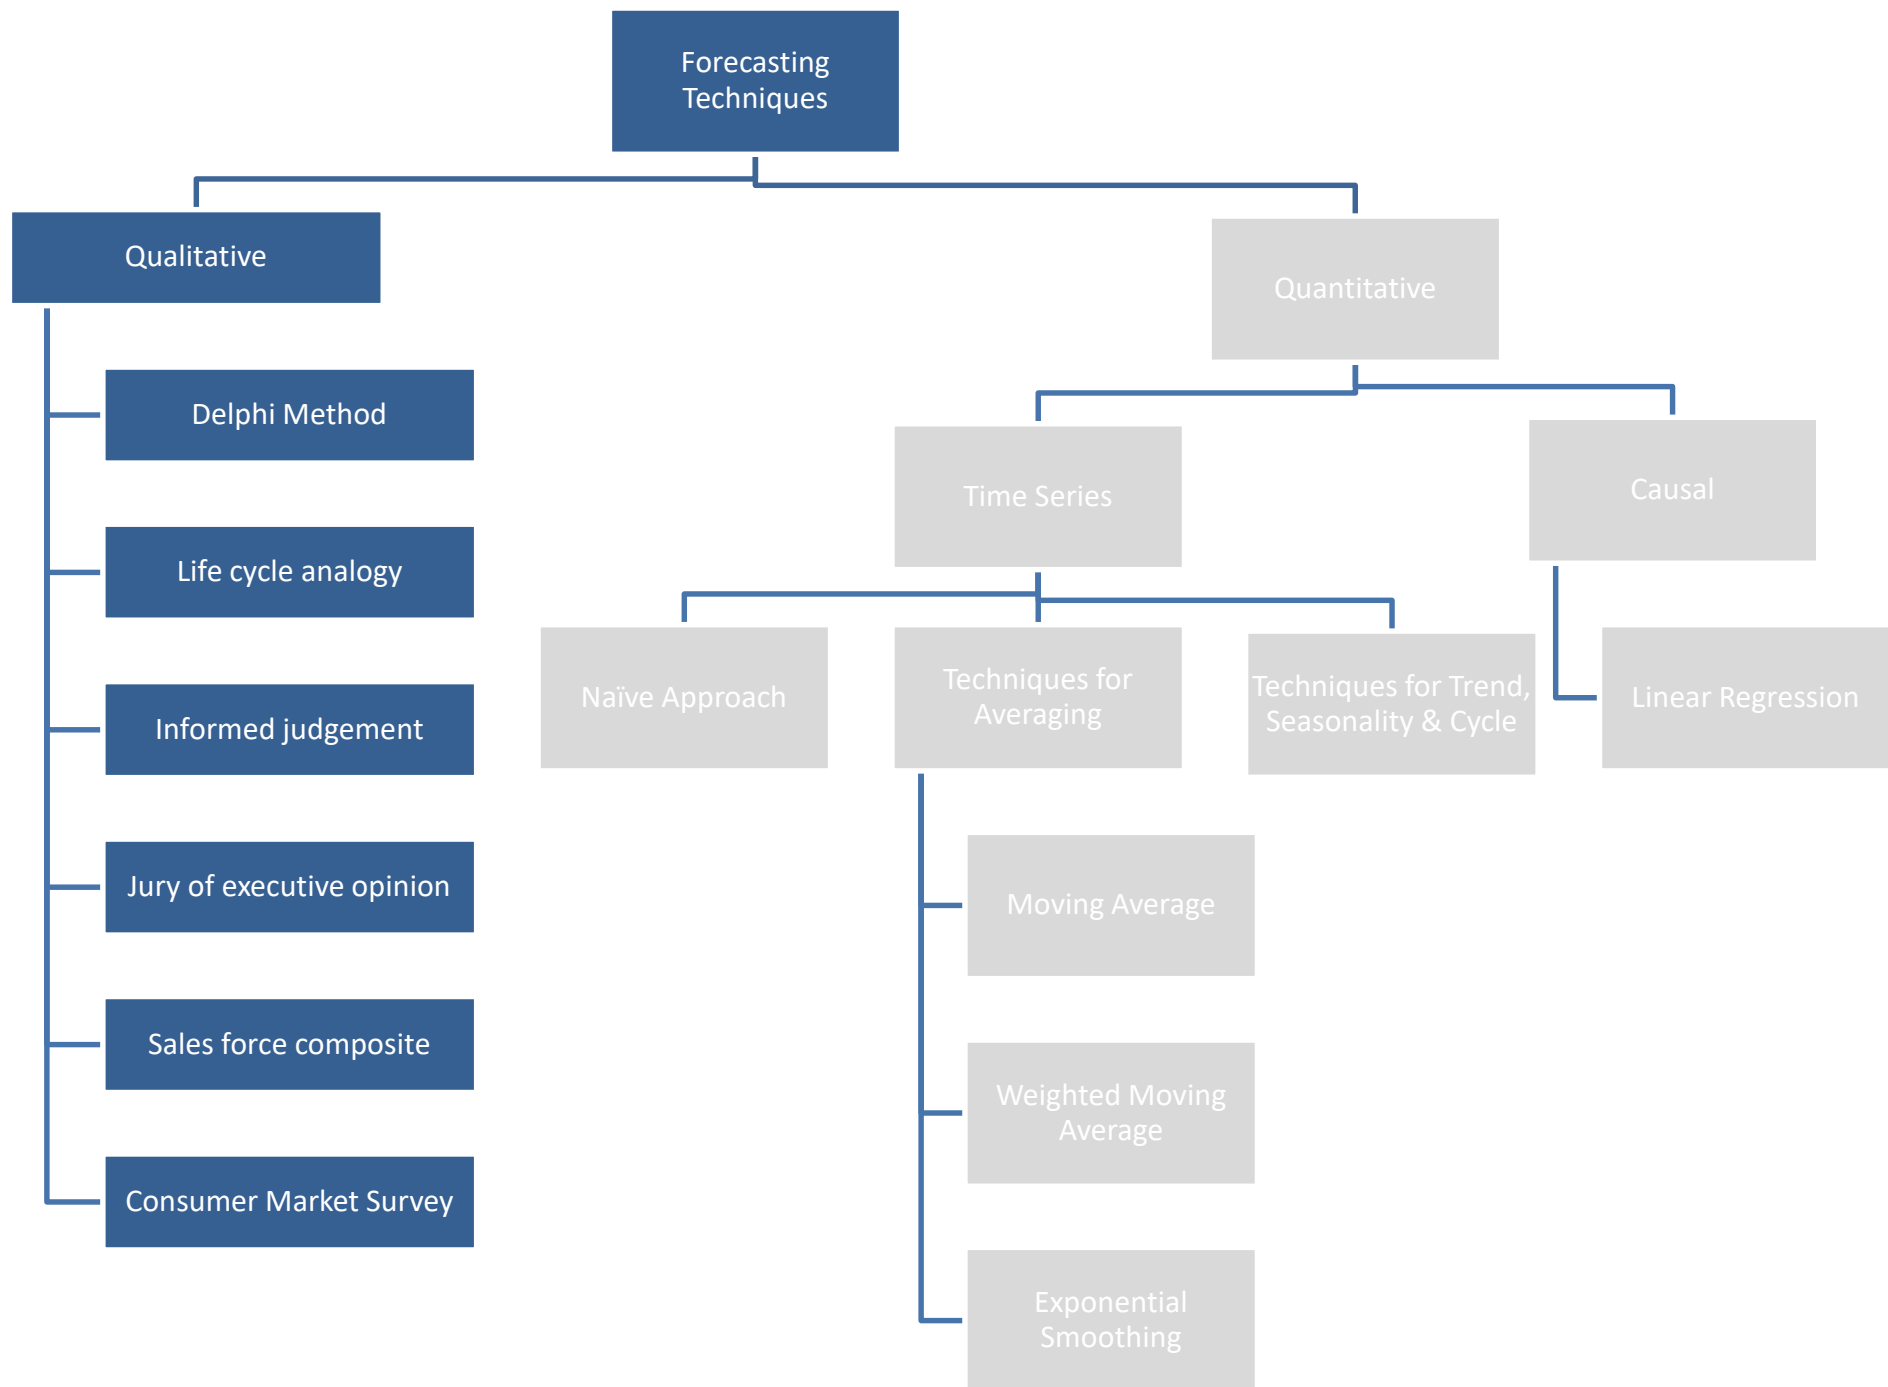 Forecasting
Techniques
Qualitative
Quantitative
Delphi Method
Life cycle analogy
Informed judgement
Jury of executive opinion
Sales force composite
Consumer Market Survey
Time Series
Causal
Naïve Approach
Techniques for
Averaging
Techniques for Trend,
Seasonality & Cycle
Linear Regression
Moving Average
Weighted Moving
Average
Exponential
Smoothing